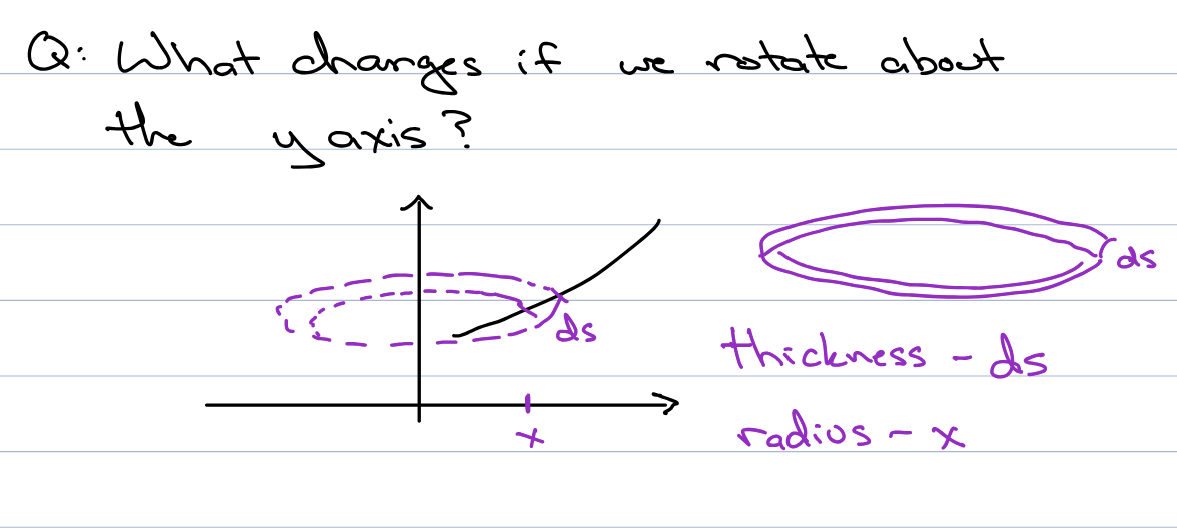 Q: What changes if we rotate about
the y axis?
ds
ds
x
thickness - ds
radius - x